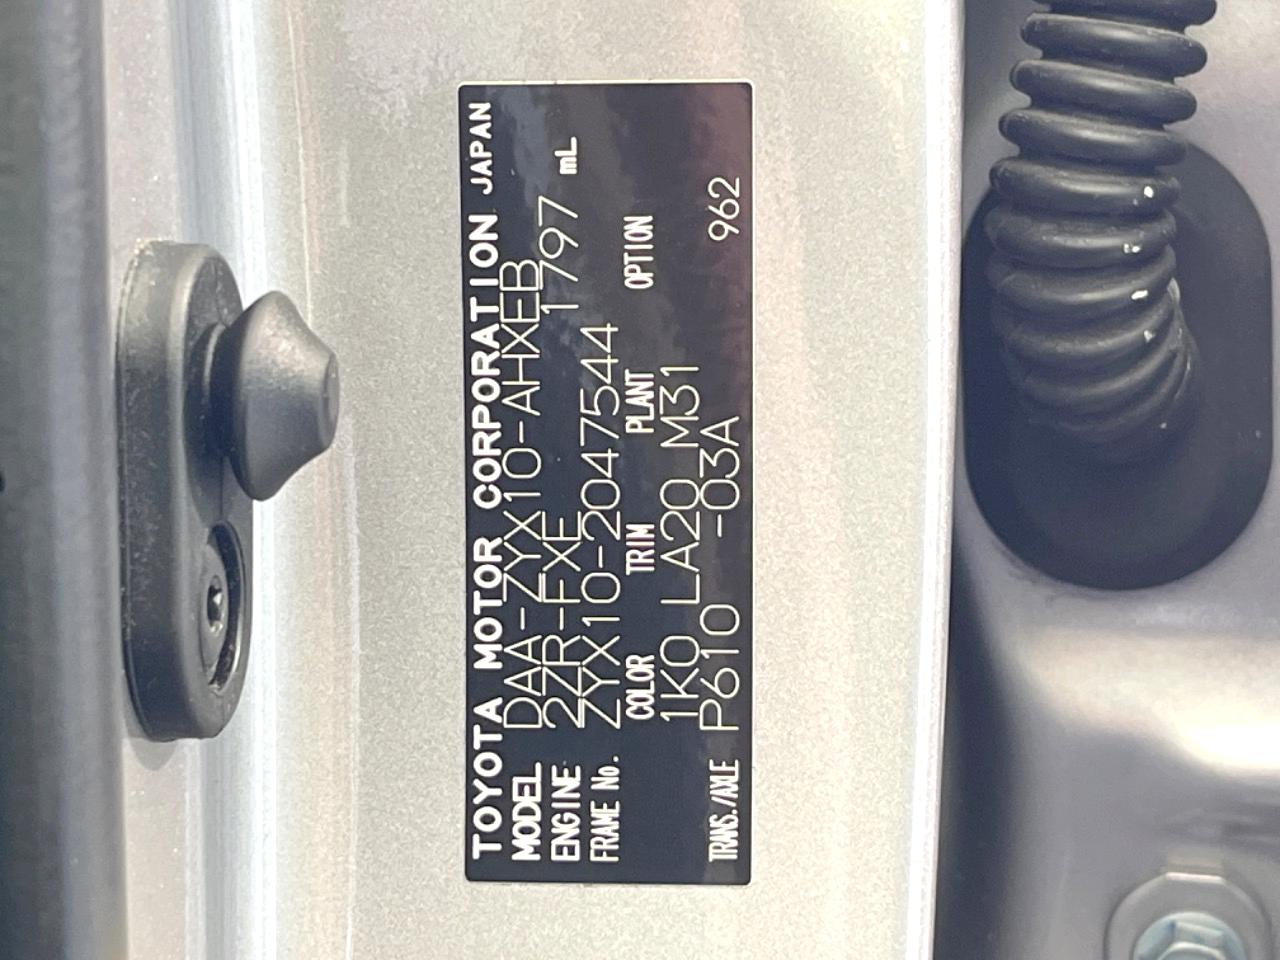 TOYOTA MOTOR CORPORATION JAPAN
MODEL DAA-ZYX10-AHXEB
ENGINE 2ZR-FXE 1797 mL
FRAME No. ZYX10-2047544
COLOR TRIM PLANT OPTION
1K0 LA20 M31
TRANS./AXLE P610 -03A 962